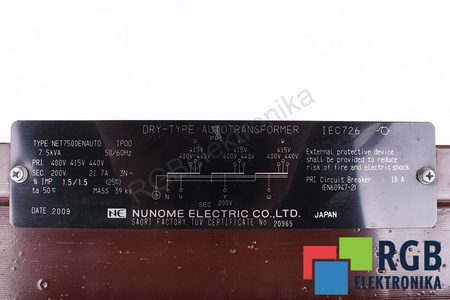 DRY-TYPE AUTOTRANSFORMER IEC726
TYPE NET7500ENAUTO IP00
7.5kVA 50/60Hz
PRI. 400V 415V 440V
SEC. 200V 21.7A 3N~
% IMP 1.5/1.5 (25℃)
ta 50℃ MASS 39 kg
DATE 2009
PRI.
415V 415V 415V
400V 440V 400V 440V 400V 440V
SEC 200V
External protective device
shall be provided to reduce
risk of fire and electric shock
PRI.Circuit Breaker 10 A
(EN60947-2)
NE NUNOME ELECTRIC CO.,LTD. JAPAN
SAORI FACTORY.TUV CERTIFICATE No. 20965
RGBElektronika
RGB
ELEKTRONIKA